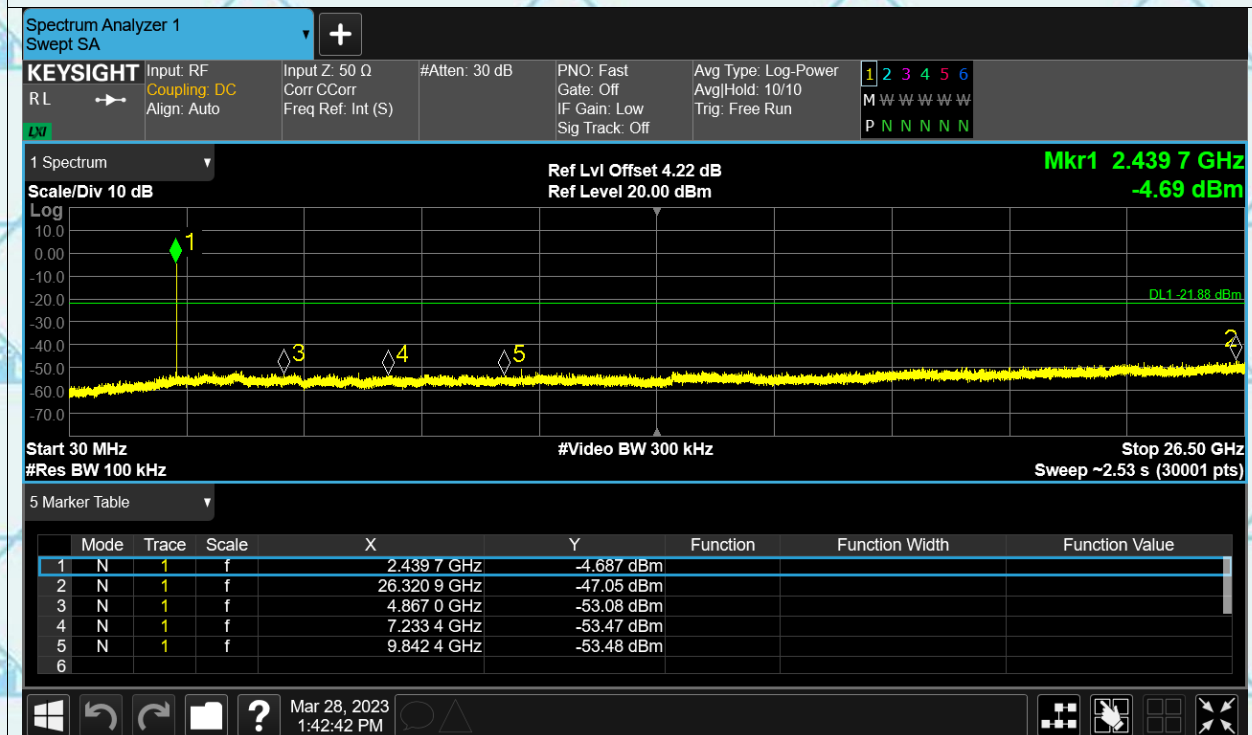 Spectrum Analyzer 1
Swept SA
+
KEYSIGHT
RL
LXI
Input: RF
Coupling: DC
Align: Auto
Input Z: 50 Ω
Corr CCorr
Freq Ref: Int (S)
#Atten: 30 dB
PNO: Fast
Gate: Off
IF Gain: Low
Sig Track: Off
Avg Type: Log-Power
Avg|Hold: 10/10
Trig: Free Run
1 2 3 4 5 6
M W W W W W
P N N N N N
1 Spectrum
Scale/Div 10 dB
Ref Lvl Offset 4.22 dB
Ref Level 20.00 dBm
Mkr1 2.439 7 GHz
-4.69 dBm
Log
10.0
0.00
-10.0
-20.0
-30.0
-40.0
-50.0
-60.0
-70.0
1
DL1 -21.88 dBm
2
3
4
5
Start 30 MHz
#Video BW 300 kHz
Stop 26.50 GHz
#Res BW 100 kHz
Sweep ~2.53 s (30001 pts)
5 Marker Table
Mode Trace Scale X Y Function Function Width Function Value
1 N 1 f 2.439 7 GHz -4.687 dBm
2 N 1 f 26.320 9 GHz -47.05 dBm
3 N 1 f 4.867 0 GHz -53.08 dBm
4 N 1 f 7.233 4 GHz -53.47 dBm
5 N 1 f 9.842 4 GHz -53.48 dBm
6
?
Mar 28, 2023
1:42:42 PM